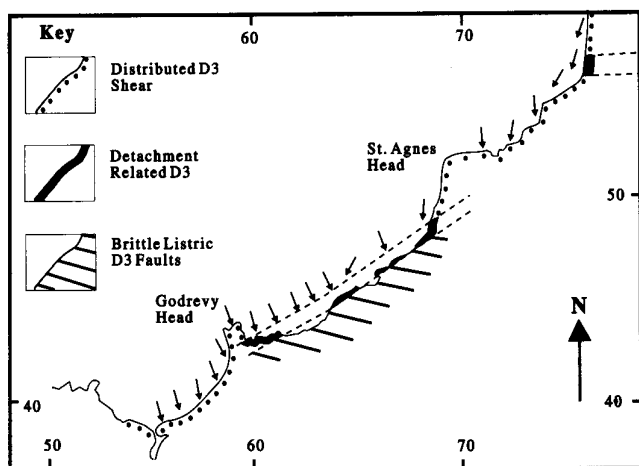 60
70
Key
Distributed D3
Shear
Detachment
Related D3
Brittle Listric
D3 Faults
St. Agnes
Head
50
Godrevy
Head
N
40
40
50
60
70